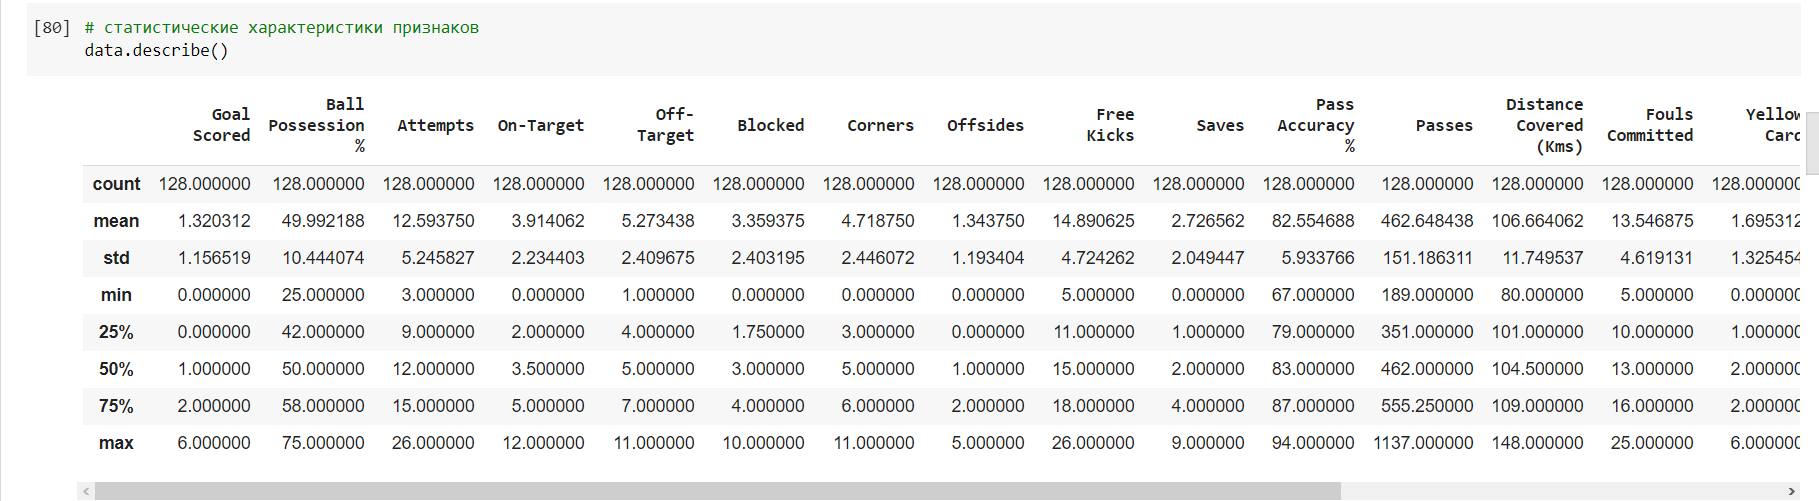 [80] # статистические характеристики признаков
data.describe()
Goal Scored Ball Possession % Attempts On-Target Off-Target Blocked Corners Offsides Free Kicks Saves Pass Accuracy % Passes Distance Covered (Kms) Fouls Committed Yellow Card
count 128.000000 128.000000 128.000000 128.000000 128.000000 128.000000 128.000000 128.000000 128.000000 128.000000 128.000000 128.000000 128.000000 128.000000 128.000000
mean 1.320312 49.992188 12.593750 3.914062 5.273438 3.359375 4.718750 1.343750 14.890625 2.726562 82.554688 462.648438 106.664062 13.546875 1.695312
std 1.156519 10.444074 5.245827 2.234403 2.409675 2.403195 2.446072 1.193404 4.724262 2.049447 5.933766 151.186311 11.749537 4.619131 1.325454
min 0.000000 25.000000 3.000000 0.000000 1.000000 0.000000 0.000000 0.000000 5.000000 0.000000 67.000000 189.000000 80.000000 5.000000 0.000000
25% 0.000000 42.000000 9.000000 2.000000 4.000000 1.750000 3.000000 0.000000 11.000000 1.000000 79.000000 351.000000 101.000000 10.000000 1.000000
50% 1.000000 50.000000 12.000000 3.500000 5.000000 3.000000 5.000000 1.000000 15.000000 2.000000 83.000000 462.000000 104.500000 13.000000 2.000000
75% 2.000000 58.000000 15.000000 5.000000 7.000000 4.000000 6.000000 2.000000 18.000000 4.000000 87.000000 555.250000 109.000000 16.000000 2.000000
max 6.000000 75.000000 26.000000 12.000000 11.000000 10.000000 11.000000 5.000000 26.000000 9.000000 94.000000 1137.000000 148.000000 25.000000 6.000000